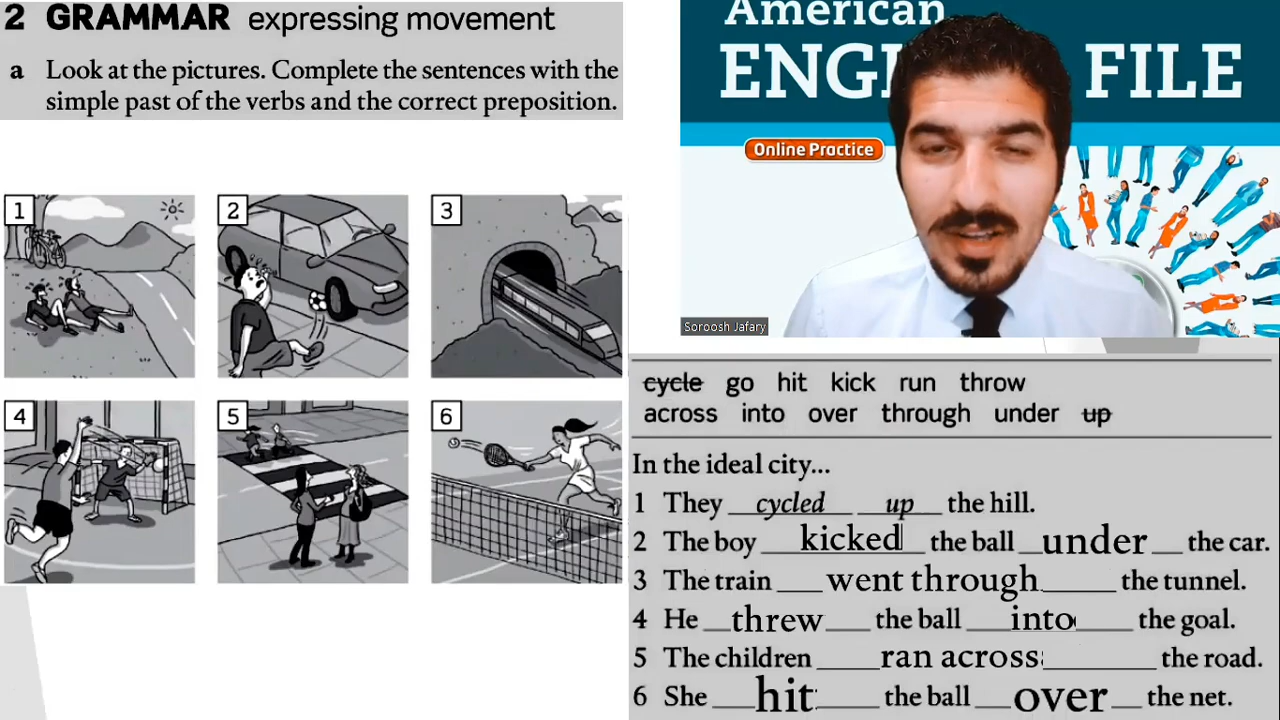 2 GRAMMAR expressing movement
a Look at the pictures. Complete the sentences with the
simple past of the verbs and the correct preposition.
1
2
3
4
5
6
American
ENG FILE
Online Practice
Soroosh Jafary
cycle go hit kick run throw
across into over through under up
In the ideal city...
1 They cycled up the hill.
2 The boy kicked the ball under the car.
3 The train went through the tunnel.
4 He threw the ball into the goal.
5 The children ran across the road.
6 She hit the ball over the net.